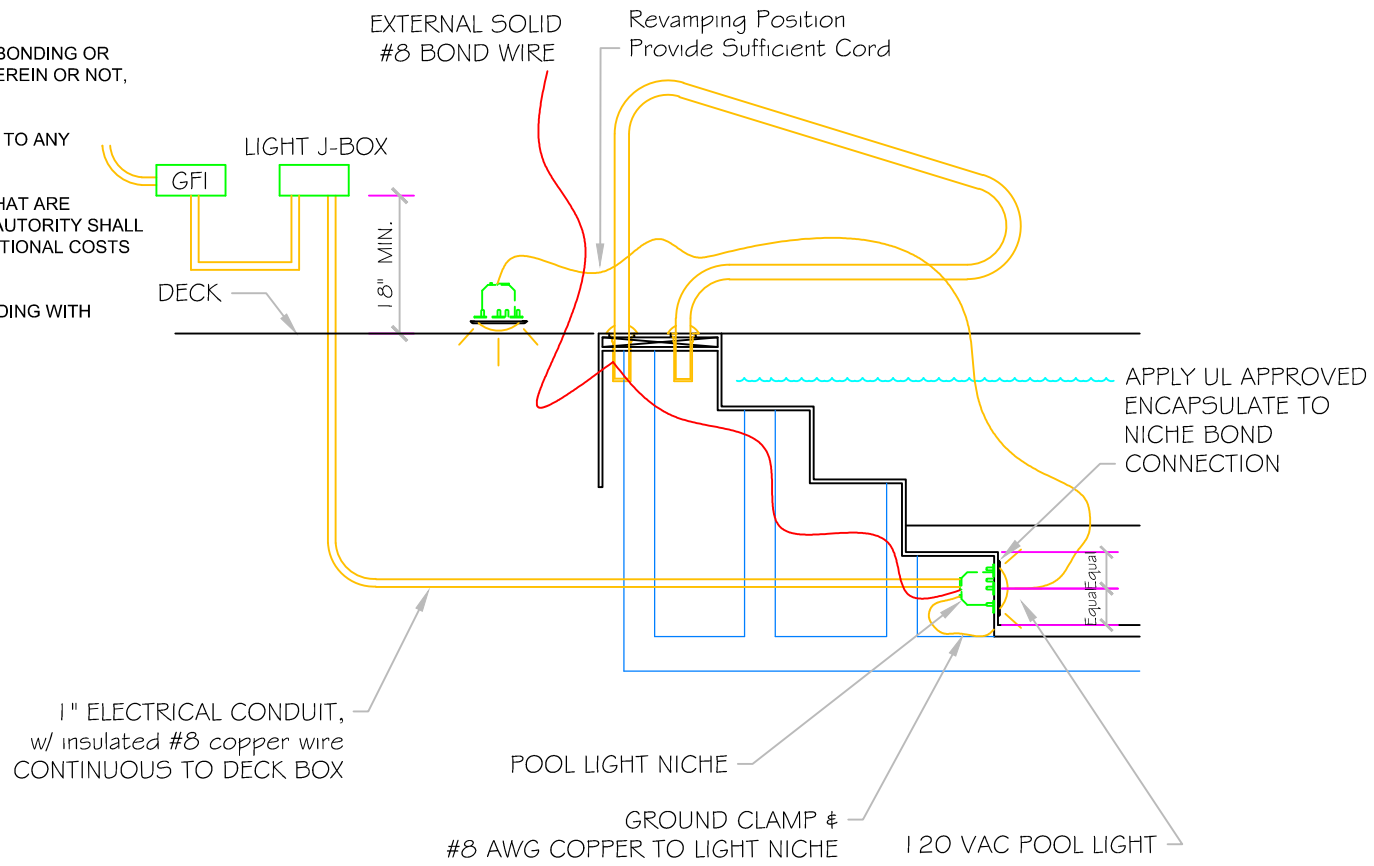 BONDING OR
EREIN OR NOT,
TO ANY
HAT ARE
AUTORITY SHALL
TIONAL COSTS
DING WITH
EXTERNAL SOLID
#8 BOND WIRE
Revamping Position
Provide Sufficient Cord
LIGHT J-BOX
GFI
18" MIN.
DECK
APPLY UL APPROVED
ENCAPSULATE TO
NICHE BOND
CONNECTION
Equal
Equal
1" ELECTRICAL CONDUIT,
w/ insulated #8 copper wire
CONTINUOUS TO DECK BOX
POOL LIGHT NICHE
GROUND CLAMP &
#8 AWG COPPER TO LIGHT NICHE
120 VAC POOL LIGHT